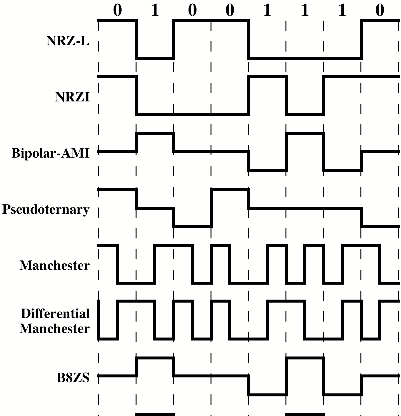 0 1 0 0 1 1 1 0
NRZ-L
NRZI
Bipolar-AMI
Pseudoternary
Manchester
Differential
Manchester
B8ZS